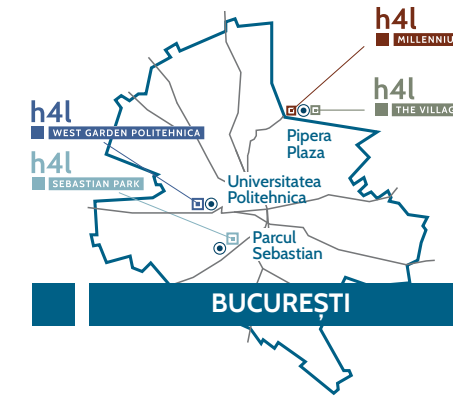 h4l
MILLENNIU
h4l
THE VILLAG
h4l
WEST GARDEN POLITEHNICA
Pipera
Plaza
h4l
SEBASTIAN PARK
Universitatea
Politehnica
Parcul
Sebastian
BUCUREȘTI